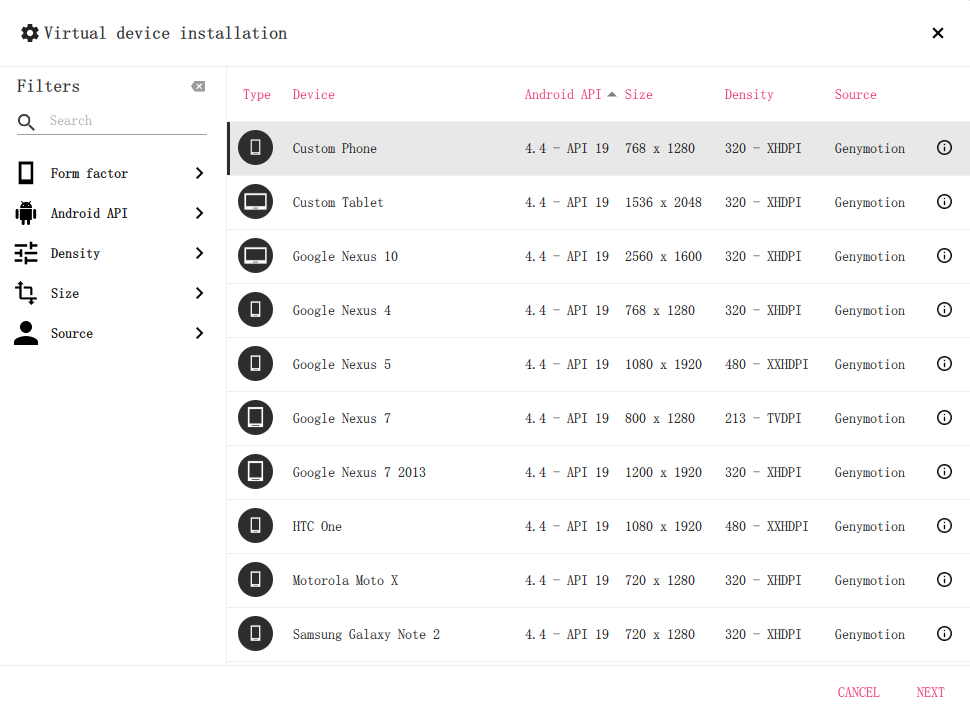 Virtual device installation
Filters
Search
Form factor
Android API
Density
Size
Source
Type Device Android API Size Density Source
Custom Phone 4.4 - API 19 768 x 1280 320 - XHDPI Genymotion
Custom Tablet 4.4 - API 19 1536 x 2048 320 - XHDPI Genymotion
Google Nexus 10 4.4 - API 19 2560 x 1600 320 - XHDPI Genymotion
Google Nexus 4 4.4 - API 19 768 x 1280 320 - XHDPI Genymotion
Google Nexus 5 4.4 - API 19 1080 x 1920 480 - XXHDPI Genymotion
Google Nexus 7 4.4 - API 19 800 x 1280 213 - TVDPI Genymotion
Google Nexus 7 2013 4.4 - API 19 1200 x 1920 320 - XHDPI Genymotion
HTC One 4.4 - API 19 1080 x 1920 480 - XXHDPI Genymotion
Motorola Moto X 4.4 - API 19 720 x 1280 320 - XHDPI Genymotion
Samsung Galaxy Note 2 4.4 - API 19 720 x 1280 320 - XHDPI Genymotion
CANCEL NEXT